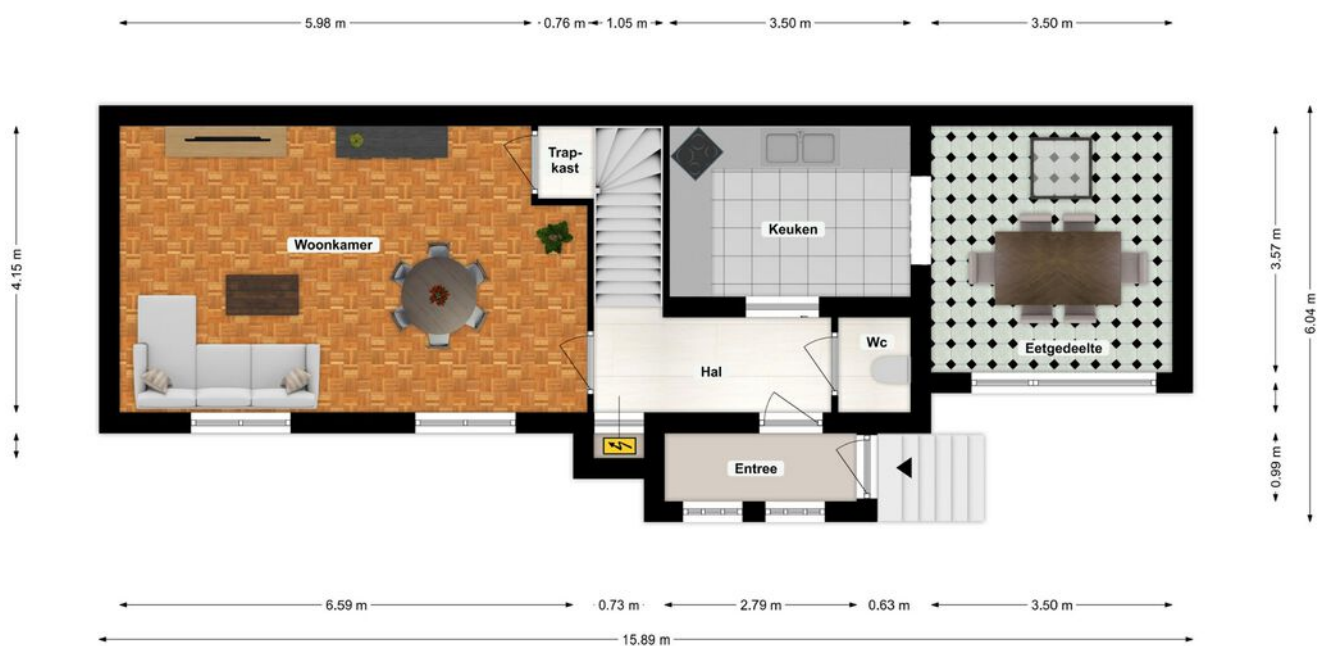 5.98 m
0.76 m
1.05 m
3.50 m
3.50 m
4.15 m
Trap-
kast
Woonkamer
Keuken
3.57 m
6.04 m
Eetgedeelte
Wc
Hal
Entree
0.99 m
6.59 m
0.73 m
2.79 m
0.63 m
3.50 m
15.89 m